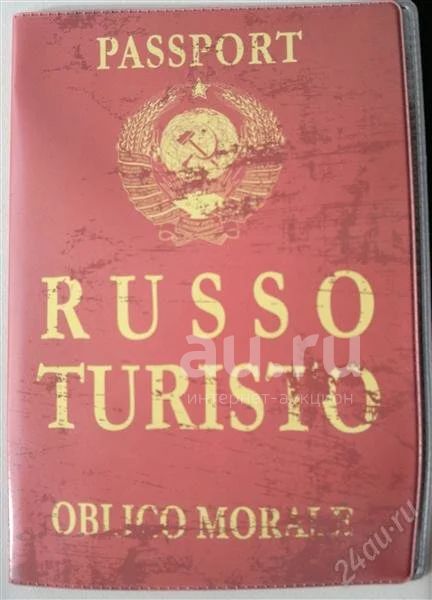 PASSPORT
RUSSO
au.ru
TURISTO
интернет-аукцион
OBLICO MORALE
24au.ru